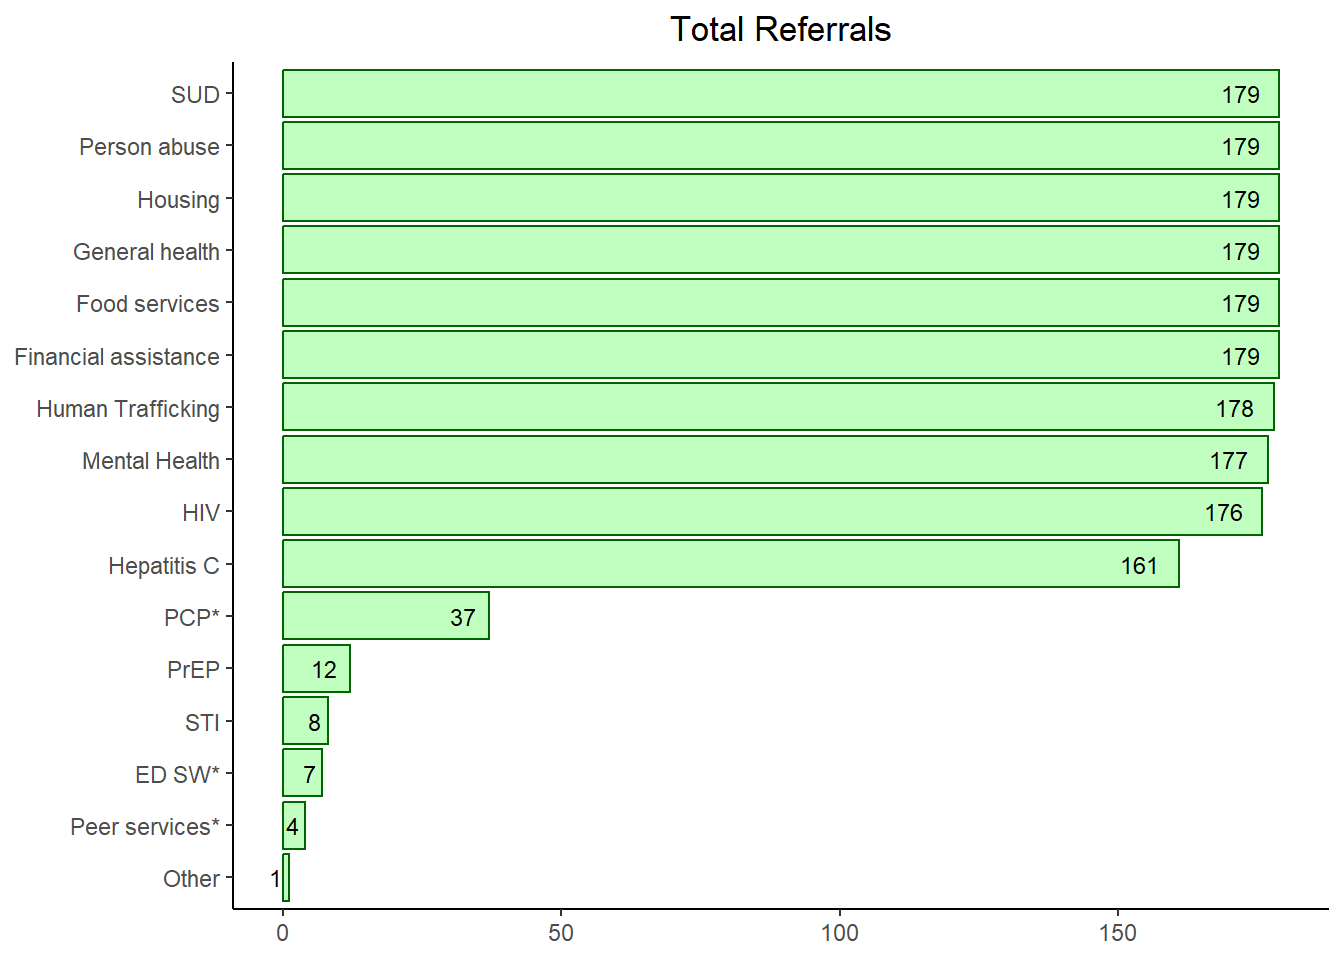 Total Referrals
SUD 179
Person abuse 179
Housing 179
General health 179
Food services 179
Financial assistance 179
Human Trafficking 178
Mental Health 177
HIV 176
Hepatitis C 161
PCP* 37
PrEP 12
STI 8
ED SW* 7
Peer services* 4
Other 1
0 50 100 150